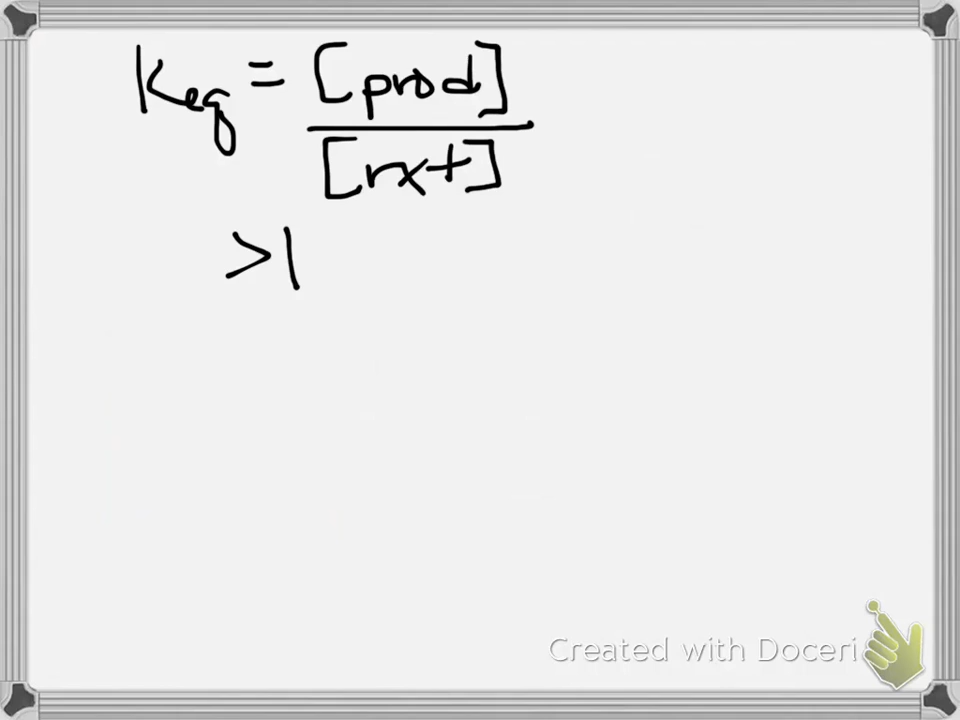 Keq = [prod]
[rxt]
>1
Created with Doceri